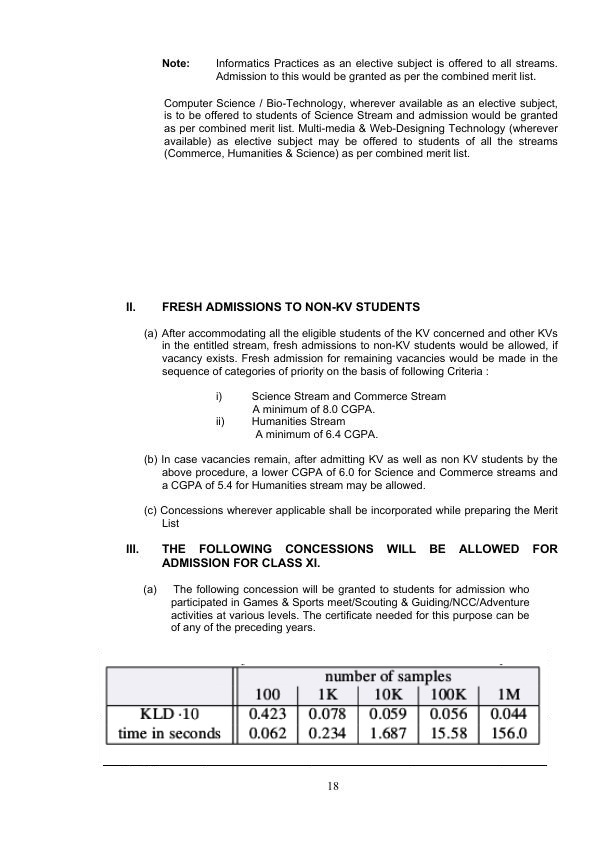 Note: Informatics Practices as an elective subject is offered to all streams.
Admission to this would be granted as per the combined merit list.
Computer Science / Bio-Technology, wherever available as an elective subject,
is to be offered to students of Science Stream and admission would be granted
as per combined merit list. Multi-media & Web-Designing Technology (wherever
available) as elective subject may be offered to students of all the streams
(Commerce, Humanities & Science) as per combined merit list.
II. FRESH ADMISSIONS TO NON-KV STUDENTS
(a) After accommodating all the eligible students of the KV concerned and other KVs
in the entitled stream, fresh admissions to non-KV students would be allowed, if
vacancy exists. Fresh admission for remaining vacancies would be made in the
sequence of categories of priority on the basis of following Criteria :
i) Science Stream and Commerce Stream
A minimum of 8.0 CGPA.
ii) Humanities Stream
A minimum of 6.4 CGPA.
(b) In case vacancies remain, after admitting KV as well as non KV students by the
above procedure, a lower CGPA of 6.0 for Science and Commerce streams and
a CGPA of 5.4 for Humanities stream may be allowed.
(c) Concessions wherever applicable shall be incorporated while preparing the Merit
List
III. THE FOLLOWING CONCESSIONS WILL BE ALLOWED FOR
ADMISSION FOR CLASS XI.
(a) The following concession will be granted to students for admission who
participated in Games & Sports meet/Scouting & Guiding/NCC/Adventure
activities at various levels. The certificate needed for this purpose can be
of any of the preceding years.
number of samples
100 1K 10K 100K 1M
KLD ·10 0.423 0.078 0.059 0.056 0.044
time in seconds 0.062 0.234 1.687 15.58 156.0
18